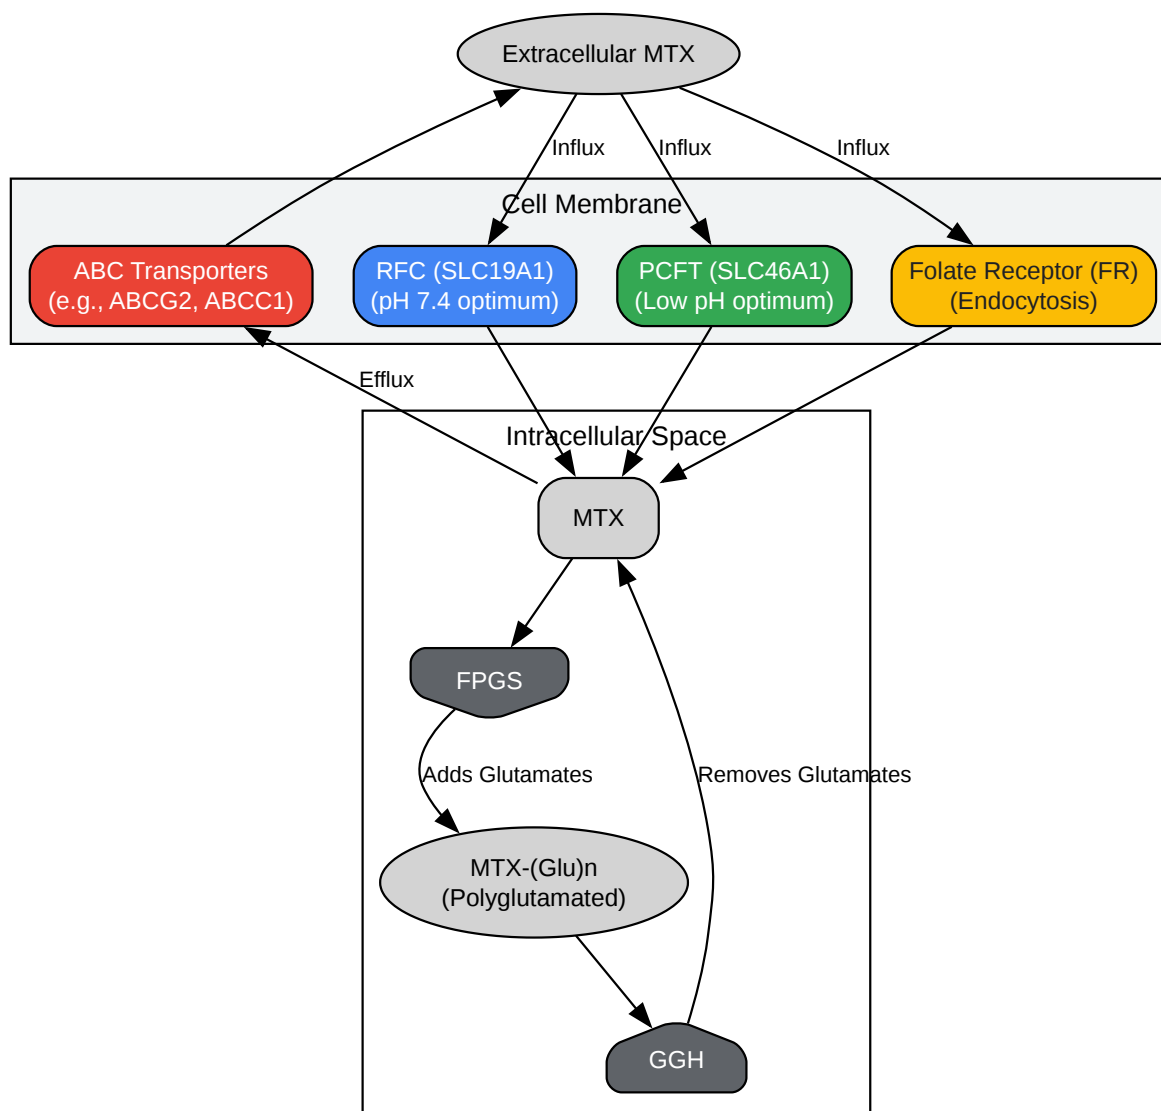 Extracellular MTX
Influx
Influx
Influx
Cell Membrane
ABC Transporters
(e.g., ABCG2, ABCC1)
RFC (SLC19A1)
(pH 7.4 optimum)
PCFT (SLC46A1)
(Low pH optimum)
Folate Receptor (FR)
(Endocytosis)
Efflux
Intracellular Space
MTX
FPGS
Adds Glutamates
Removes Glutamates
MTX-(Glu)n
(Polyglutamated)
GGH